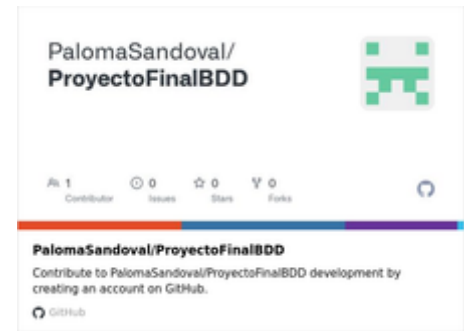 PalomaSandoval/
ProyectoFinalBDD
1 0 0 0
Contributor Issues Stars Forks
PalomaSandoval/ProyectoFinalBDD
Contribute to PalomaSandoval/ProyectoFinalBDD development by
creating an account on GitHub.
GitHub